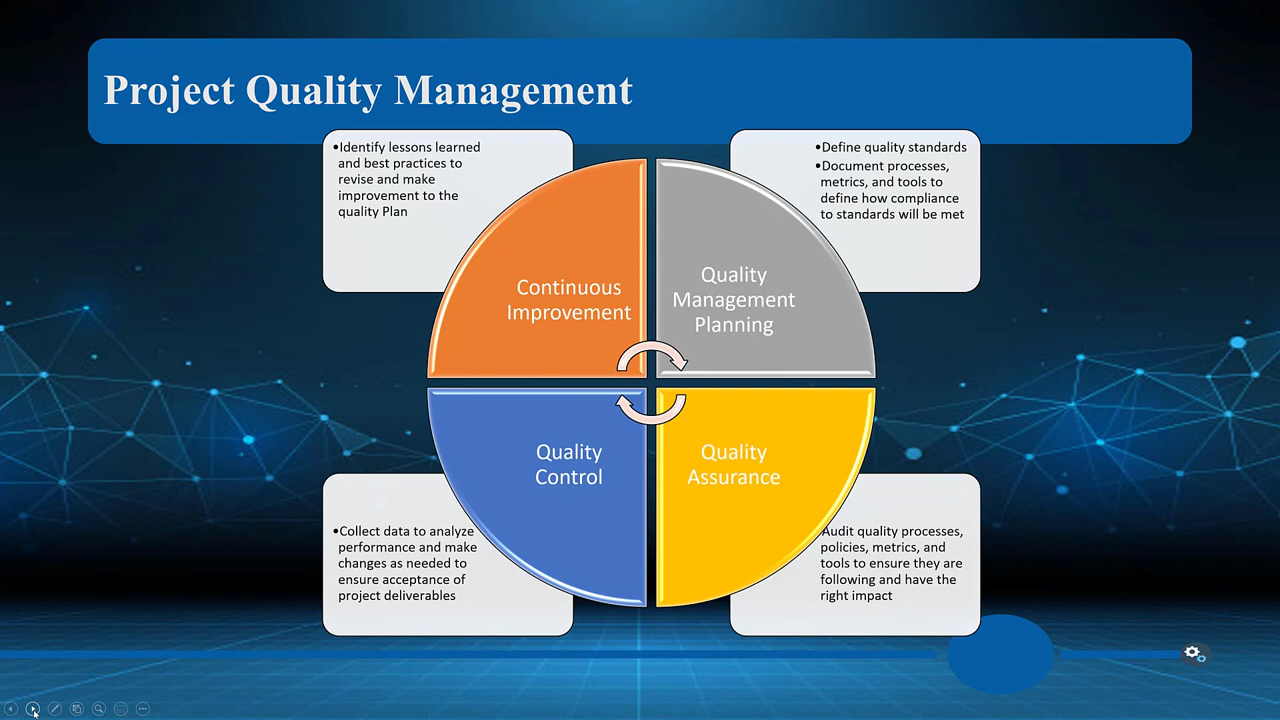 Project Quality Management
•Identify lessons learned
and best practices to
revise and make
improvement to the
quality Plan
•Define quality standards
•Document processes,
metrics, and tools to
define how compliance
to standards will be met
Continuous
Improvement
Quality
Management
Planning
Quality
Control
Quality
Assurance
•Collect data to analyze
performance and make
changes as needed to
ensure acceptance of
project deliverables
Audit quality processes,
policies, metrics, and
tools to ensure they are
following and have the
right impact